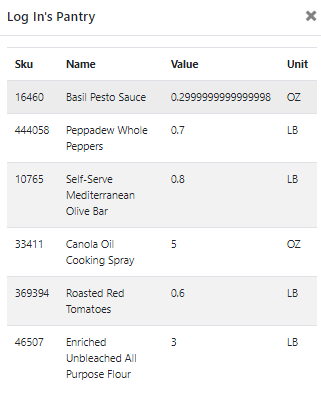 Log In's Pantry ×
Sku Name Value Unit
16460 Basil Pesto Sauce 0.2999999999999998 OZ
444058 Peppadew Whole 0.7 LB
Peppers
10765 Self-Serve 0.8 LB
Mediterranean
Olive Bar
33411 Canola Oil 5 OZ
Cooking Spray
369394 Roasted Red 0.6 LB
Tomatoes
46507 Enriched 3 LB
Unbleached All
Purpose Flour